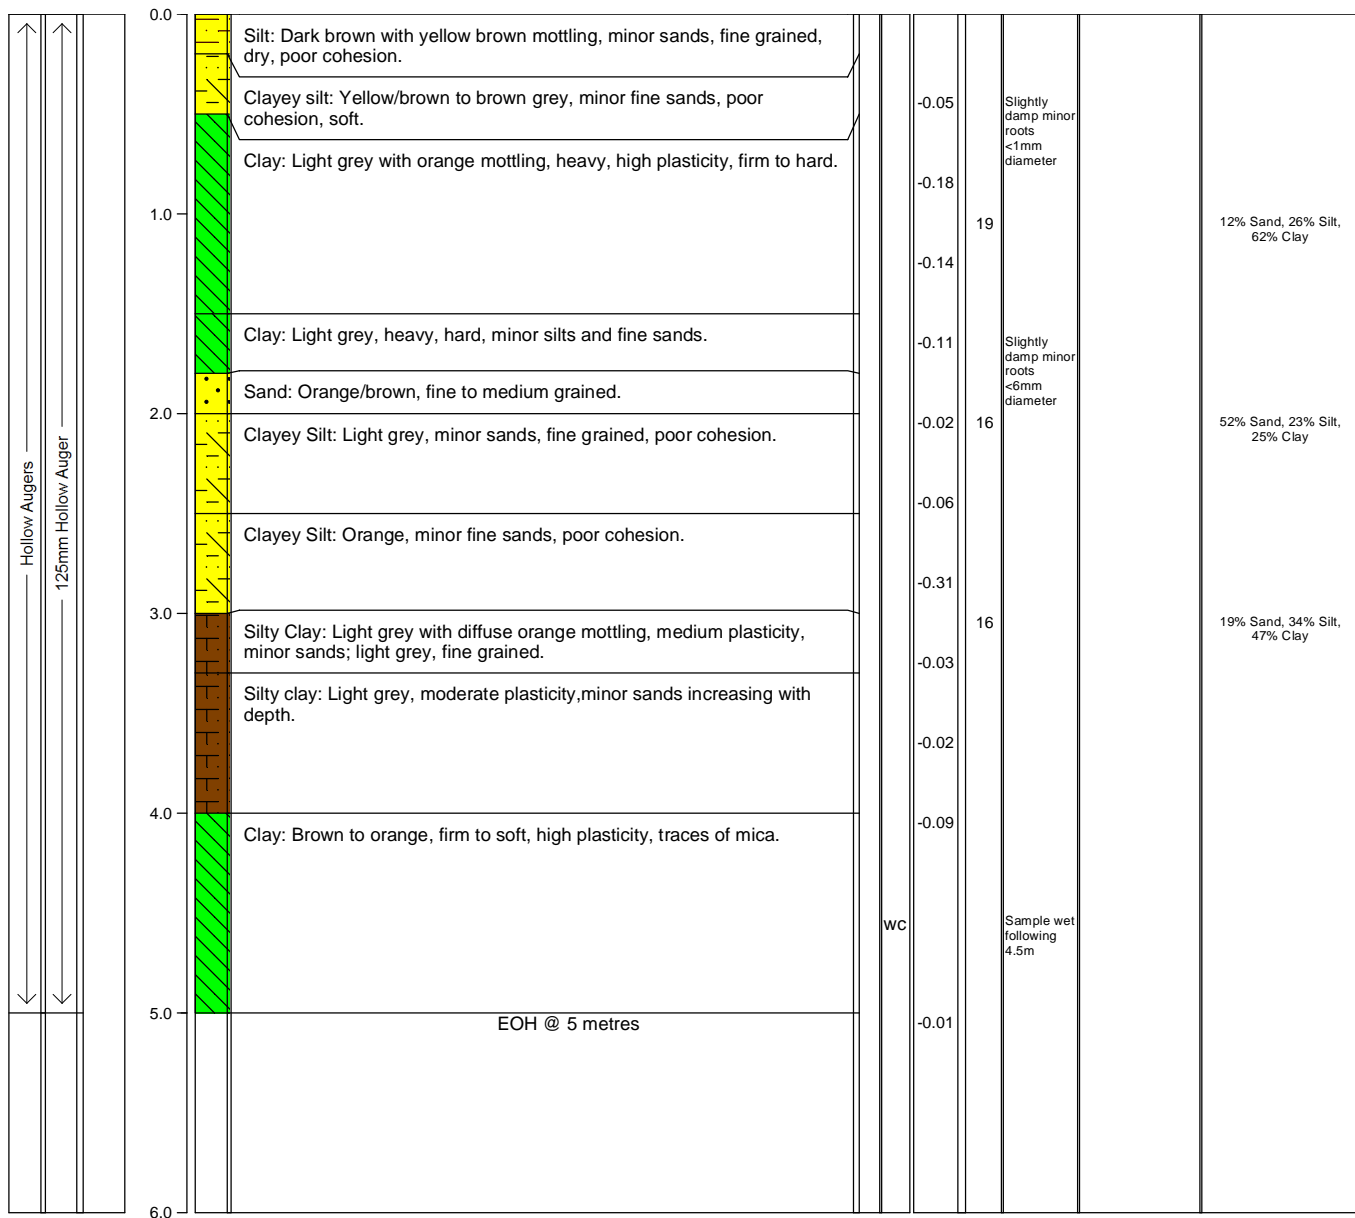 Hollow Augers
125mm Hollow Auger
0.0
1.0
2.0
3.0
4.0
5.0
6.0
Silt: Dark brown with yellow brown mottling, minor sands, fine grained,
dry, poor cohesion.
Clayey silt: Yellow/brown to brown grey, minor fine sands, poor
cohesion, soft.
Clay: Light grey with orange mottling, heavy, high plasticity, firm to hard.
Clay: Light grey, heavy, hard, minor silts and fine sands.
Sand: Orange/brown, fine to medium grained.
Clayey Silt: Light grey, minor sands, fine grained, poor cohesion.
Clayey Silt: Orange, minor fine sands, poor cohesion.
Silty Clay: Light grey with diffuse orange mottling, medium plasticity,
minor sands; light grey, fine grained.
Silty clay: Light grey, moderate plasticity,minor sands increasing with
depth.
Clay: Brown to orange, firm to soft, high plasticity, traces of mica.
EOH @ 5 metres
wc
-0.05
-0.18
-0.14
-0.11
-0.02
-0.06
-0.31
-0.03
-0.02
-0.09
-0.01
19
16
16
Slightly
damp minor
roots
<1mm
diameter
Slightly
damp minor
roots
<6mm
diameter
Sample wet
following
4.5m
12% Sand, 26% Silt,
62% Clay
52% Sand, 23% Silt,
25% Clay
19% Sand, 34% Silt,
47% Clay